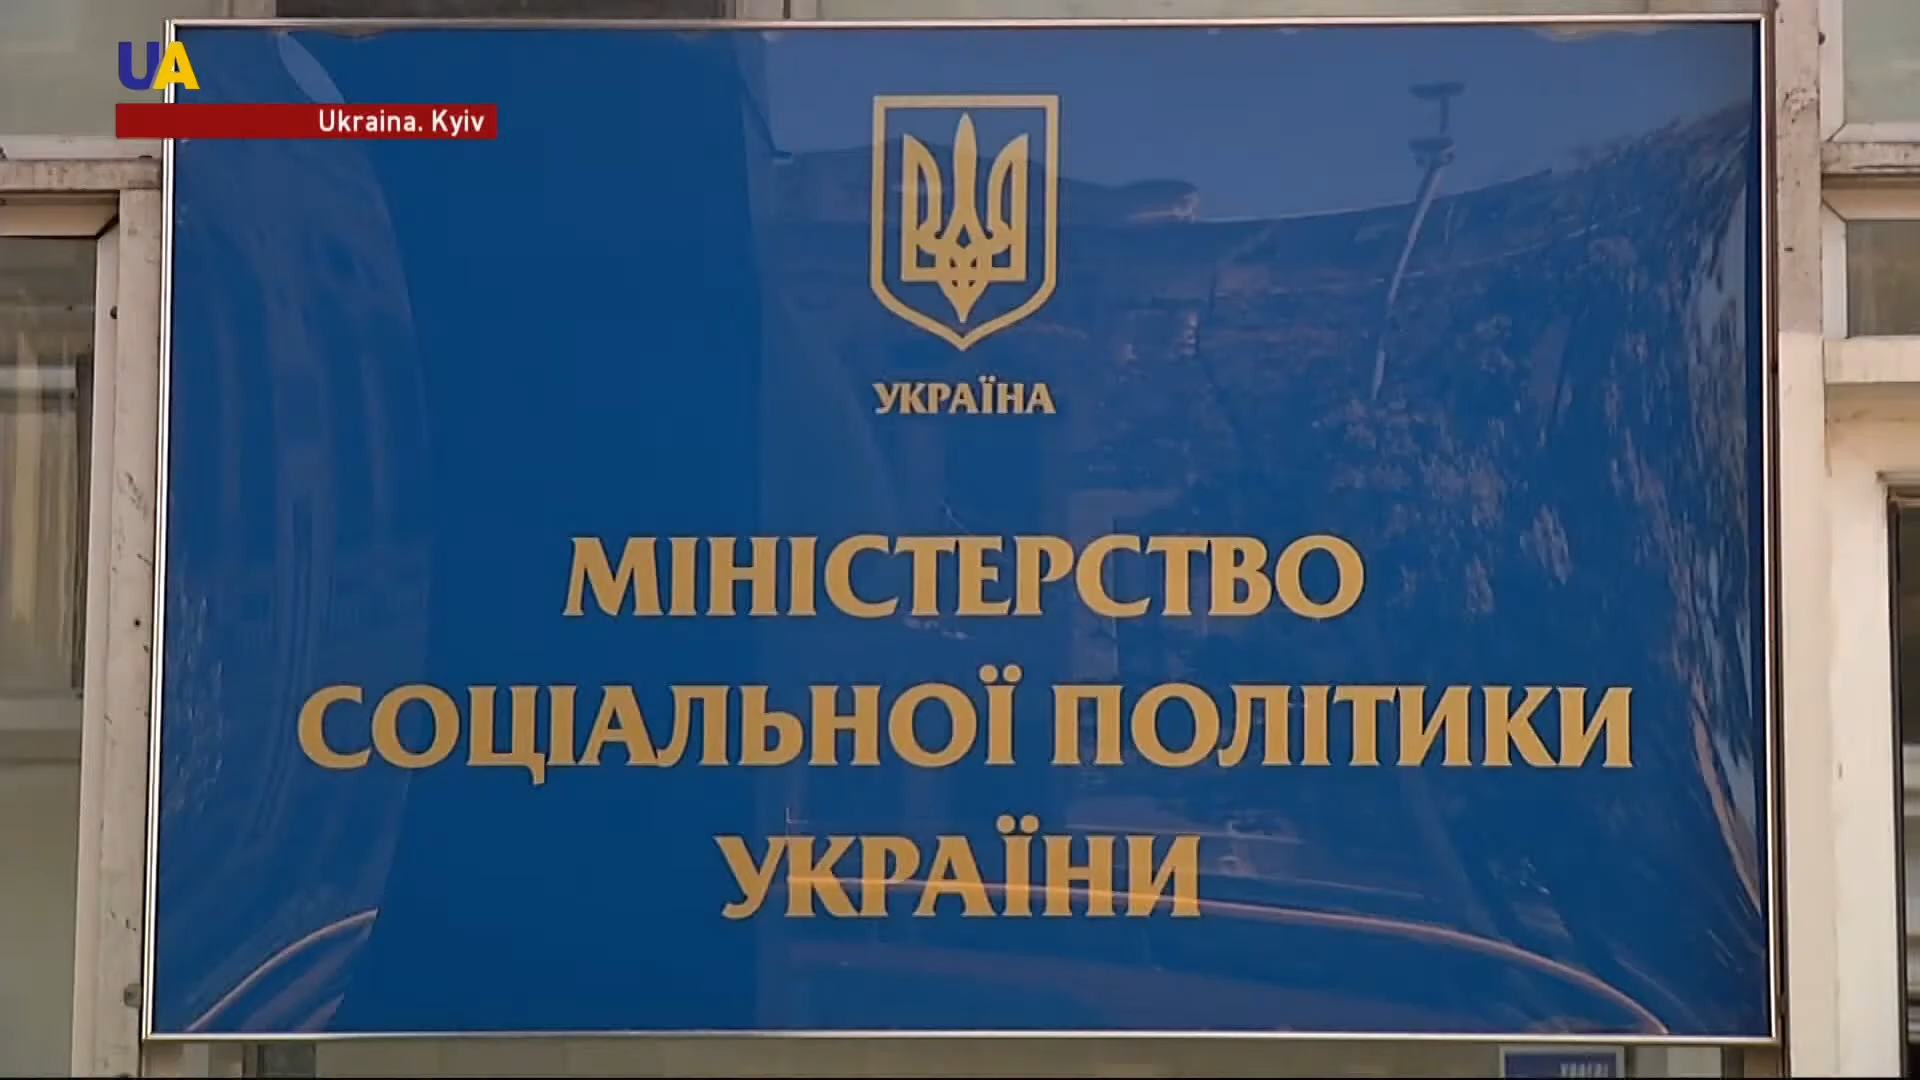 UA
Ukraina. Kyiv
УКРАЇНА
МІНІСТЕРСТВО
СОЦІАЛЬНОЇ ПОЛІТИКИ
УКРАЇНИ